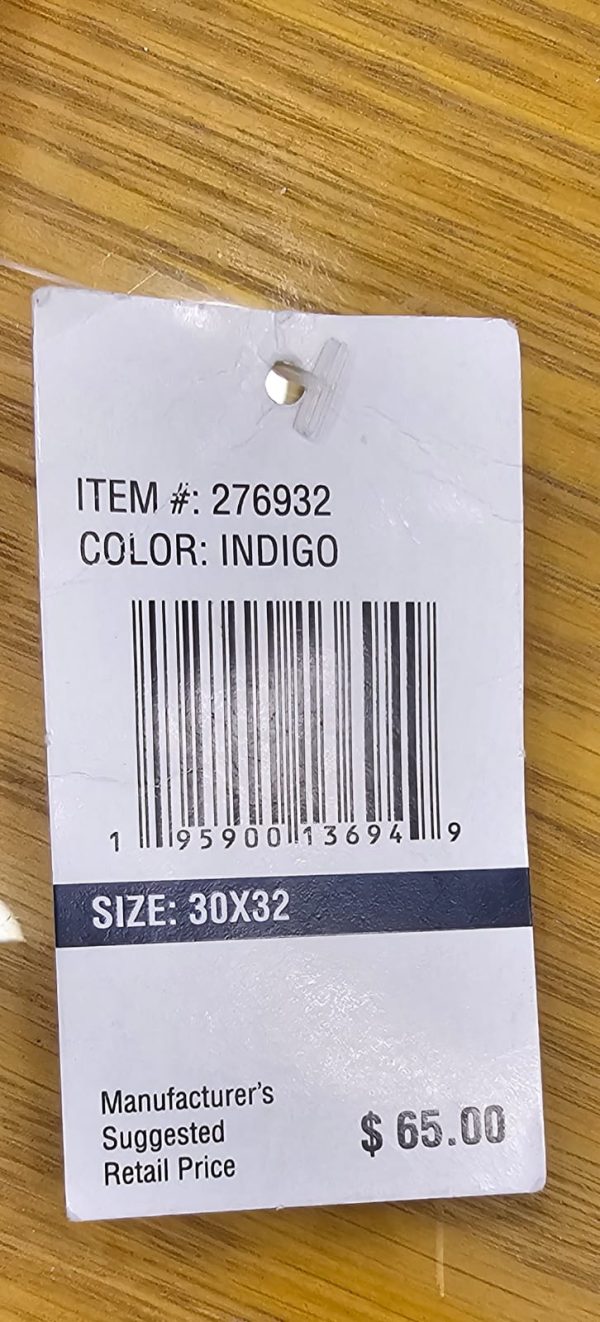 ITEM #: 276932
COLOR: INDIGO
1 95900 13694 9
SIZE: 30X32
Manufacturer's
Suggested
Retail Price
$ 65.00